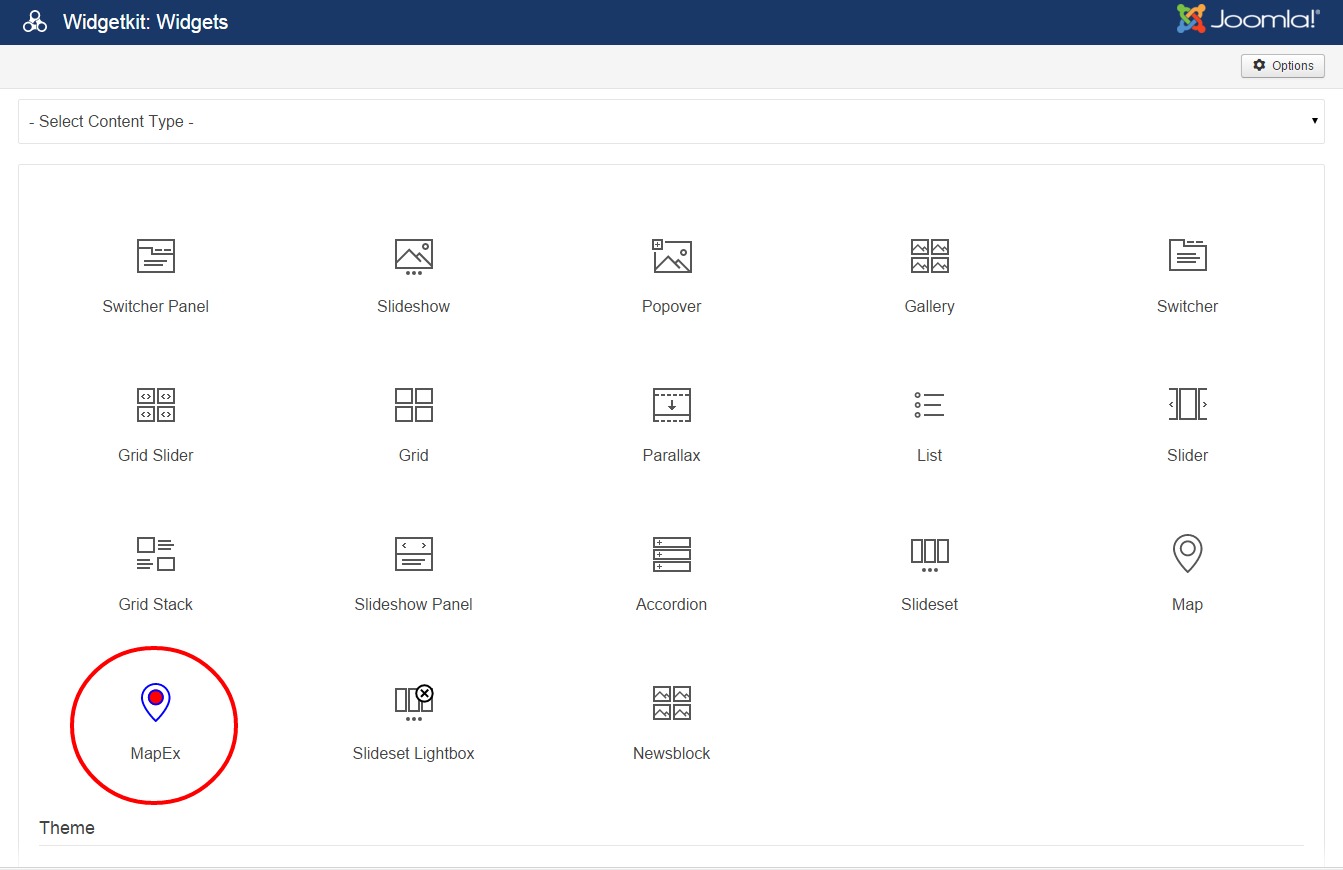 Widgetkit: Widgets
Joomla!®
Options
- Select Content Type -
Switcher Panel Slideshow Popover Gallery Switcher
Grid Slider Grid Parallax List Slider
Grid Stack Slideshow Panel Accordion Slideset Map
MapEx Slideset Lightbox Newsblock
Theme